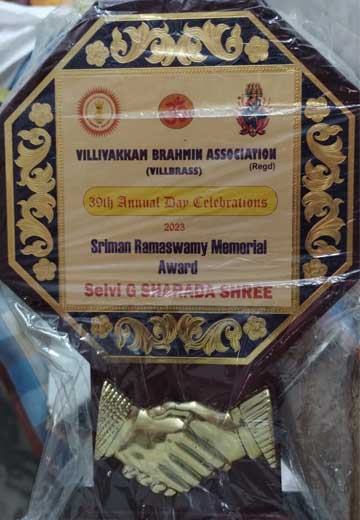 VILLIVAKKAM BRAHMIN ASSOCIATION
(VILLBRASS) (Regd)
39th Annual Day Celebrations
2023
Sriman Ramaswamy Memorial
Award
Selvi G SHARADA SHREE